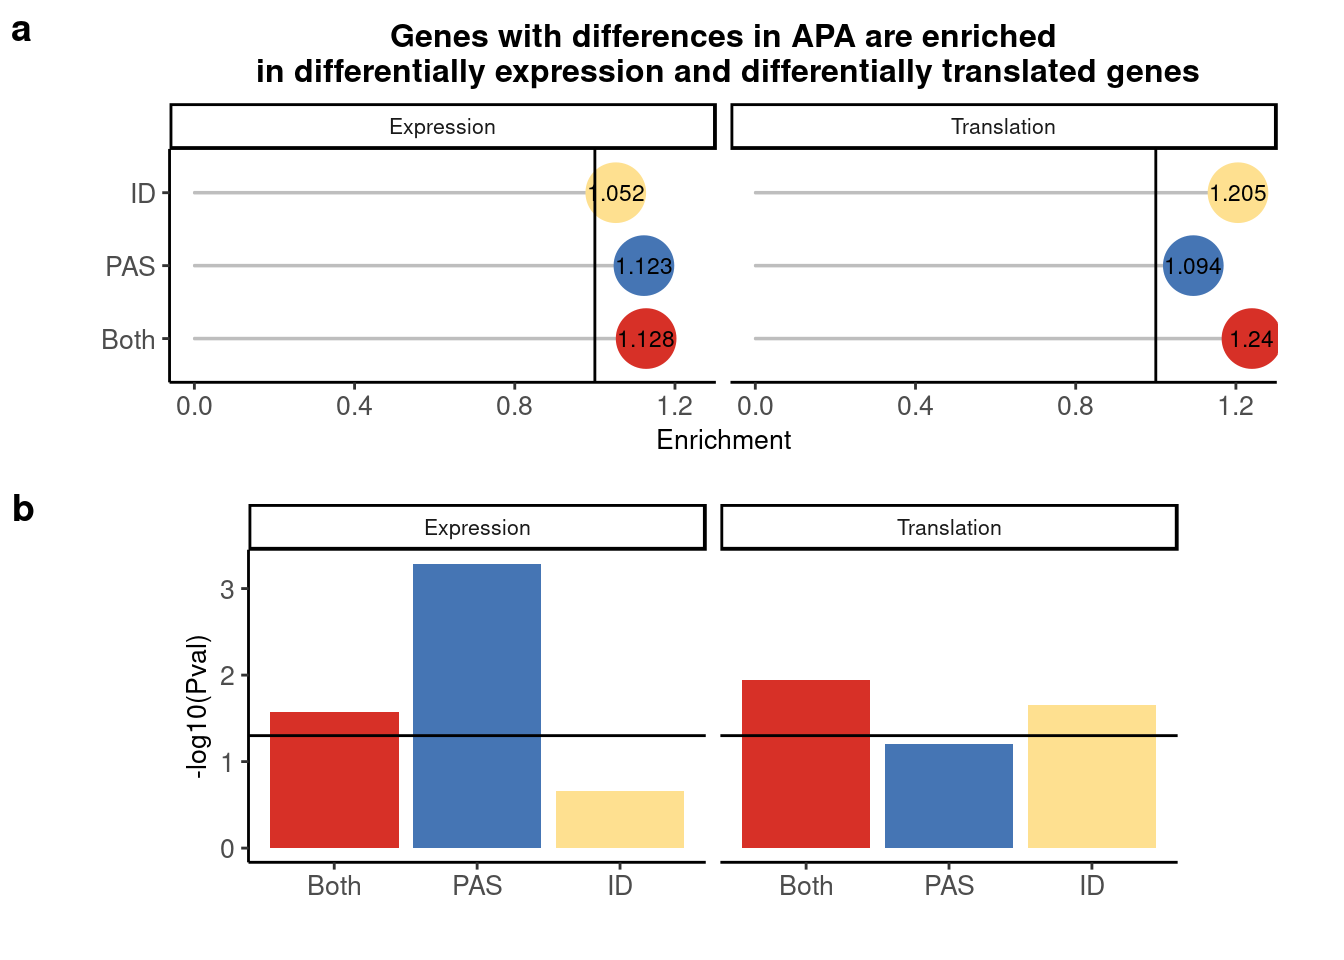 a
Genes with differences in APA are enriched
in differentially expression and differentially translated genes
Expression
Translation
ID
1.052
1.205
PAS
1.123
1.094
Both
1.128
1.24
0.0 0.4 0.8 1.2
0.0 0.4 0.8 1.2
Enrichment
b
Expression
Translation
-log10(Pval)
3
2
1
0
Both PAS ID
Both PAS ID